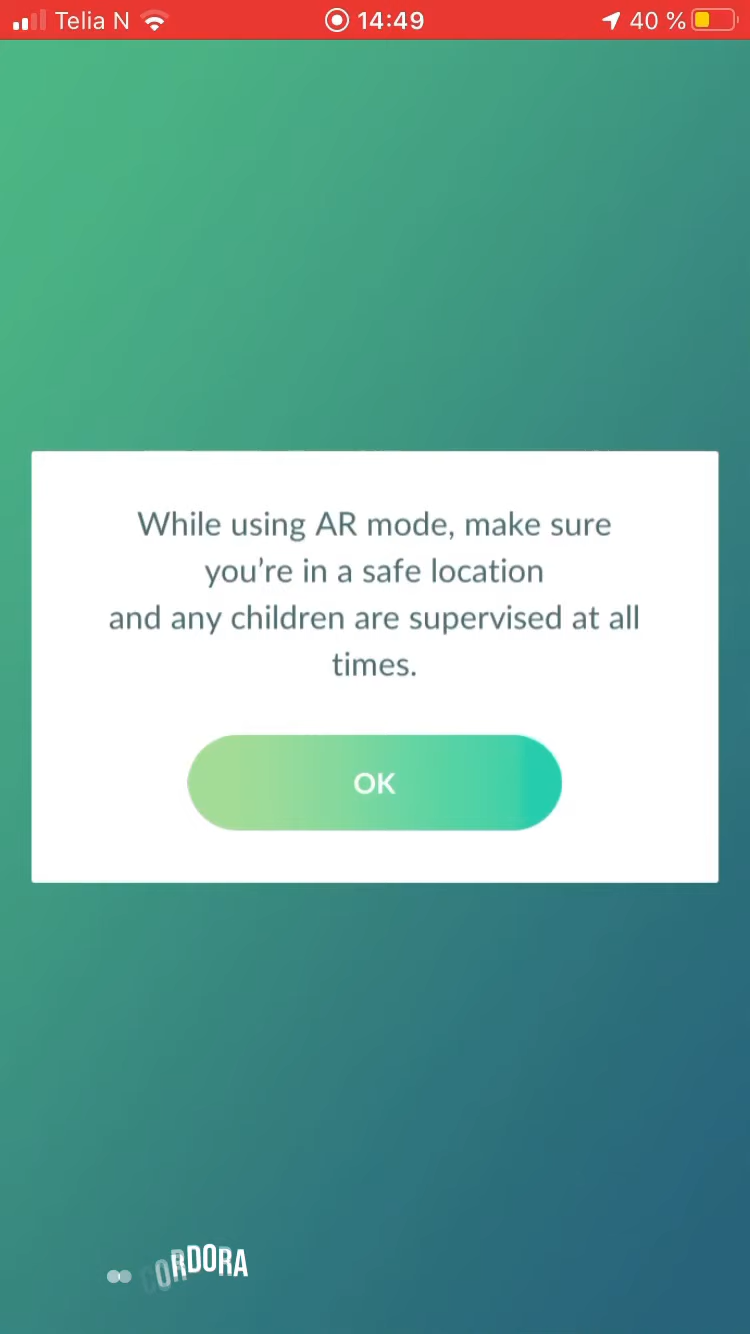 Telia N 14:49 40 %
While using AR mode, make sure
you’re in a safe location
and any children are supervised at all
times.
OK
CORDORA